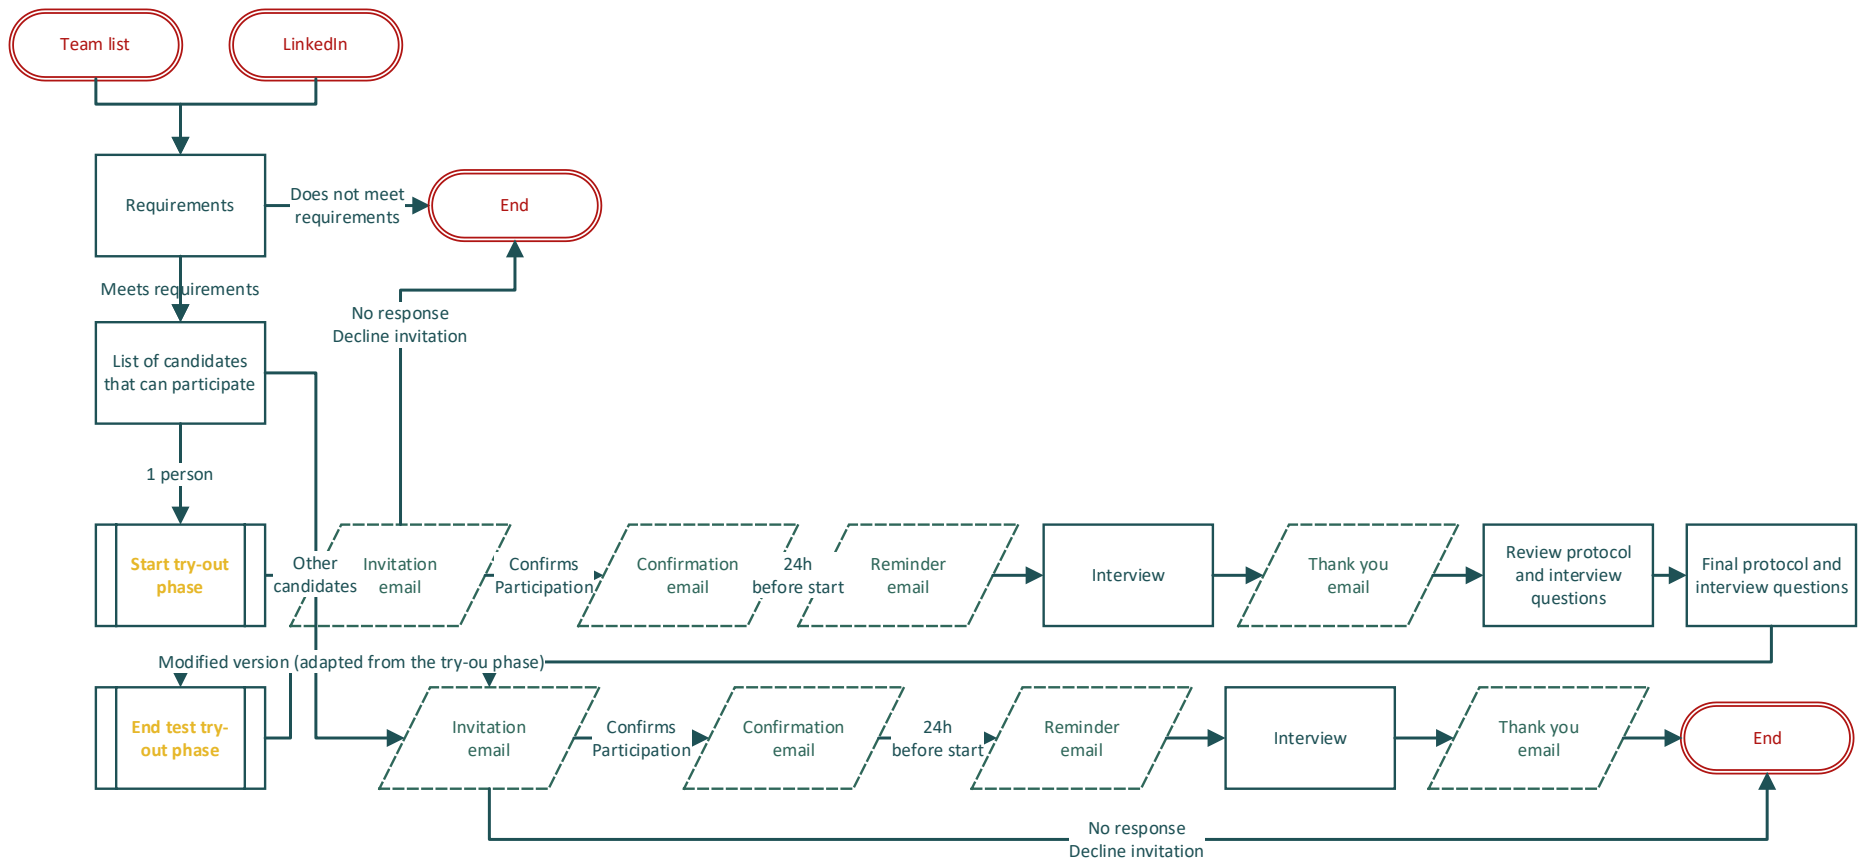 Team list
LinkedIn
Requirements
Does not meet
requirements
End
Meets requirements
No response
Decline invitation
List of candidates
that can participate
1 person
Start try-out
phase
Other
candidates
Invitation
email
Confirms
Participation
Confirmation
email
24h
before start
Reminder
email
Interview
Thank you
email
Review protocol
and interview
questions
Final protocol and
interview questions
Modified version (adapted from the try-ou phase)
End test try-
out phase
Invitation
email
Confirms
Participation
Confirmation
email
24h
before start
Reminder
email
Interview
Thank you
email
End
No response
Decline invitation